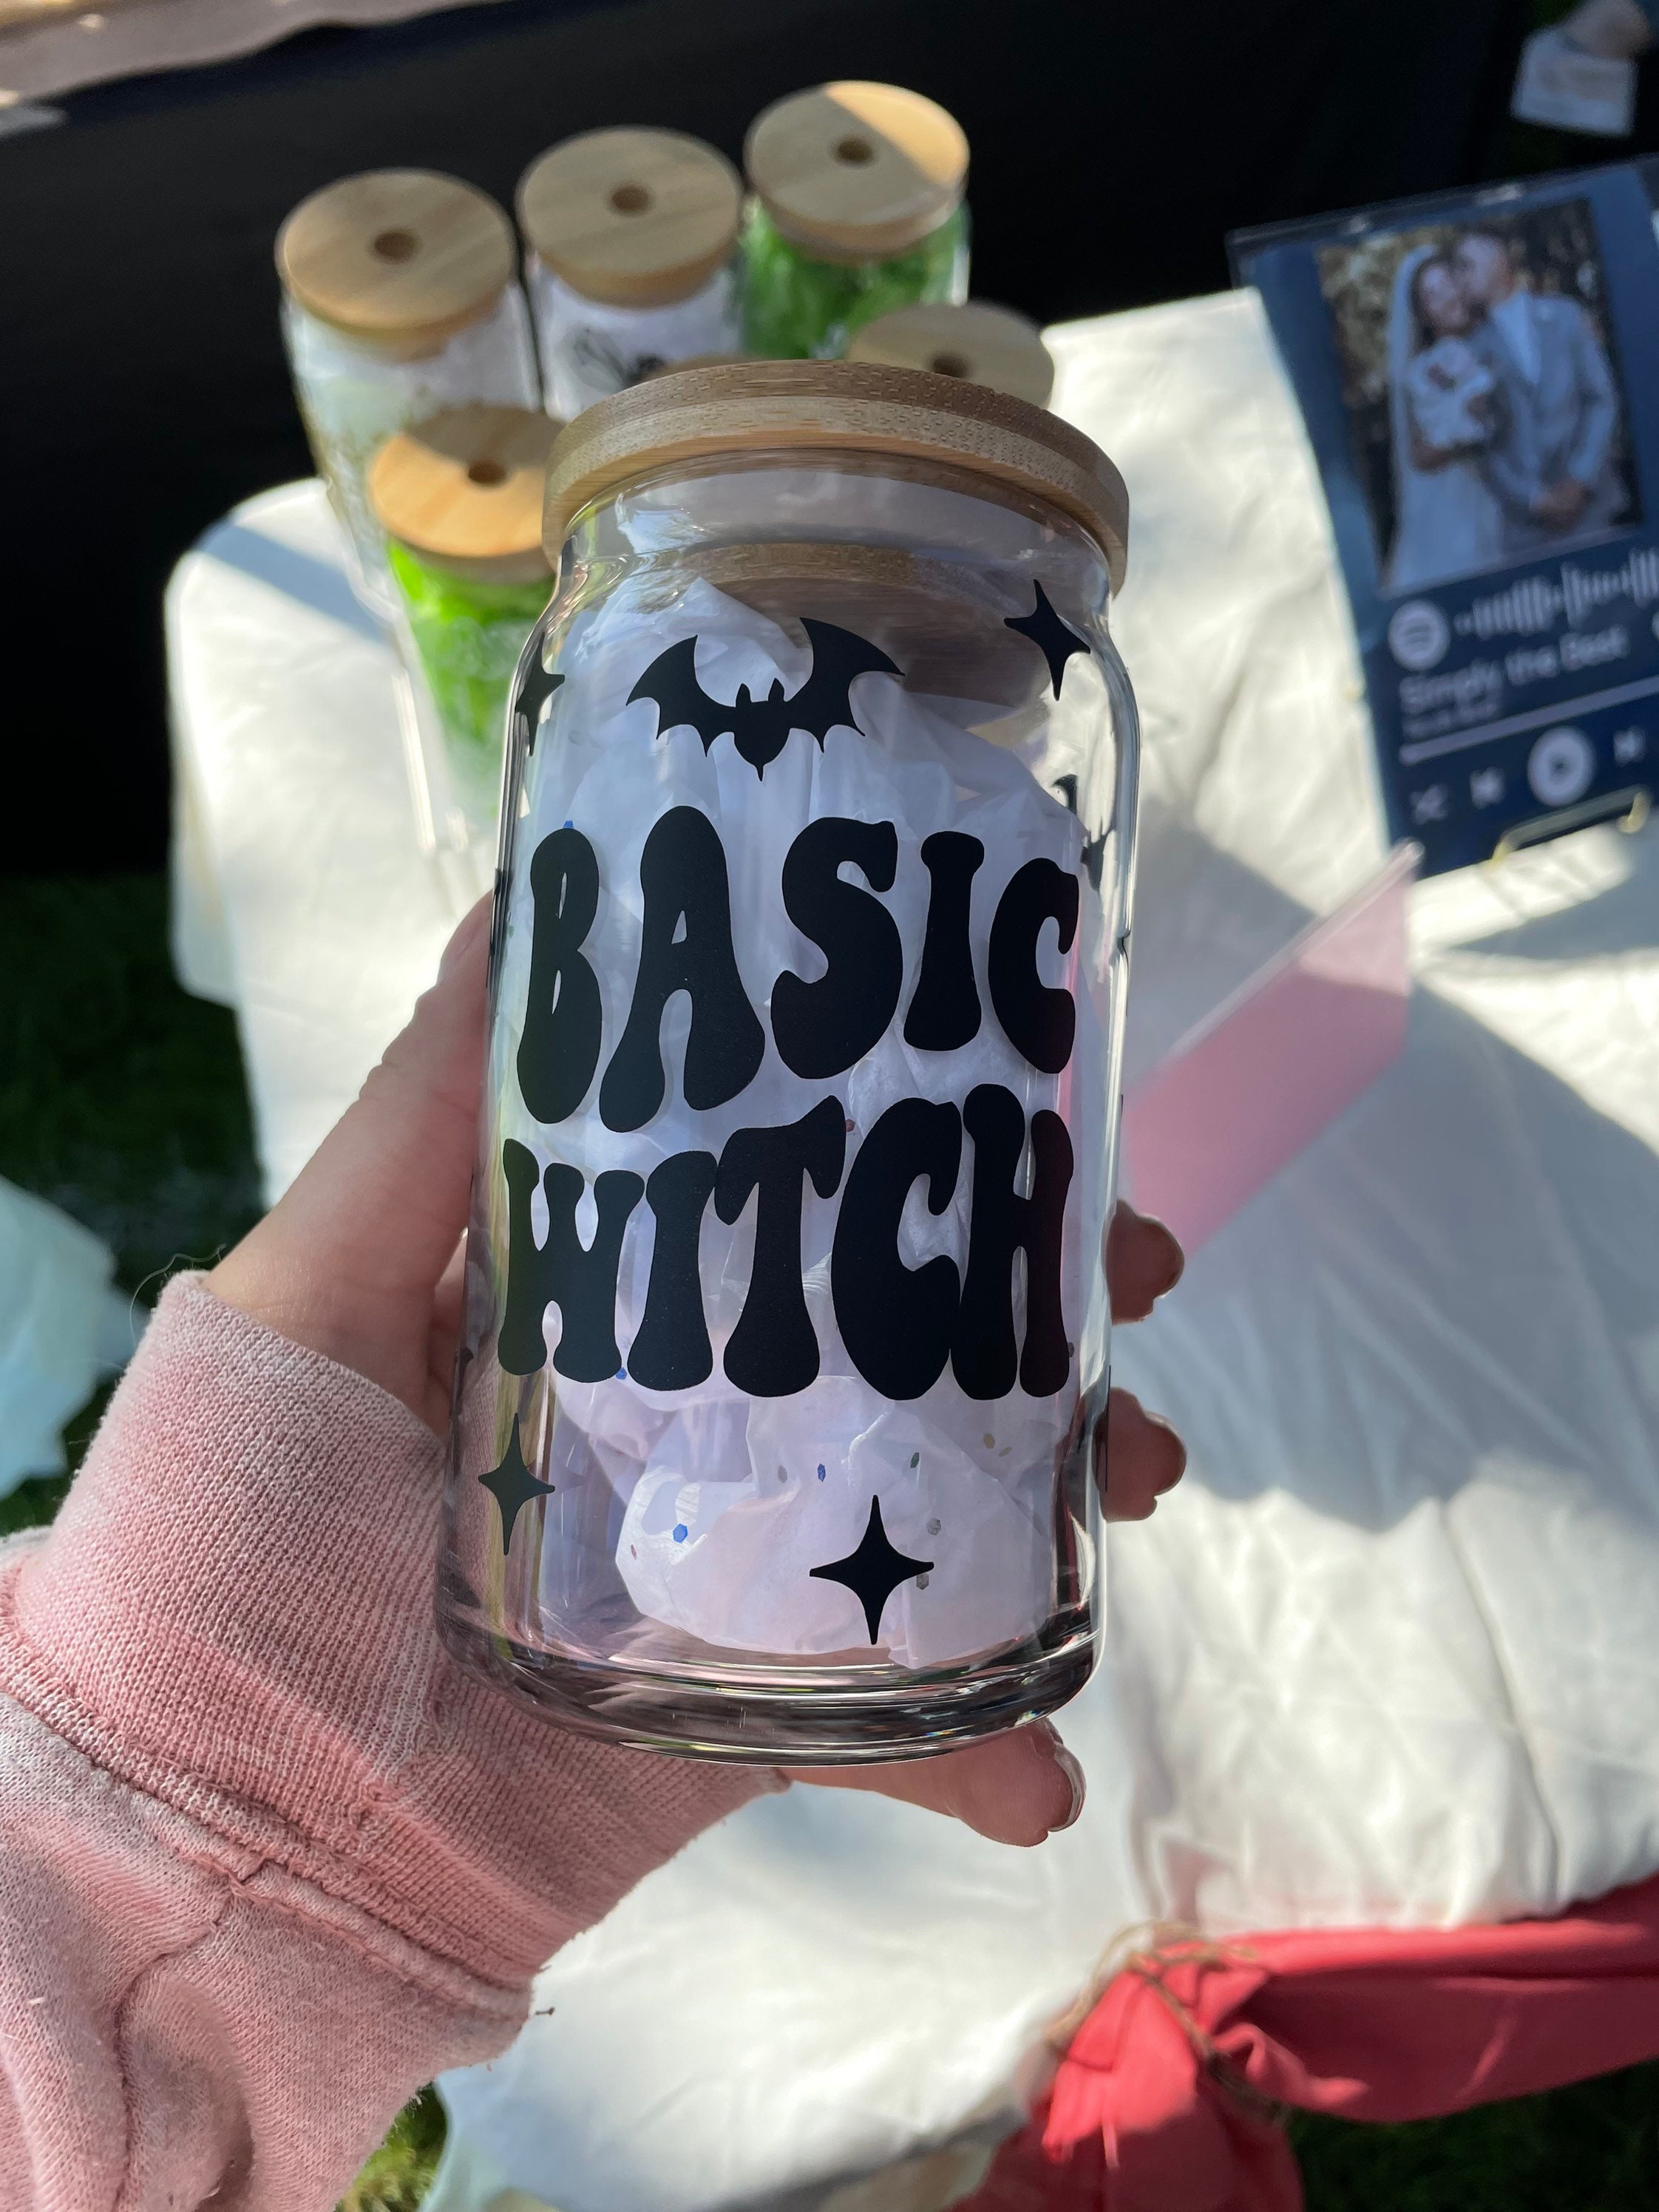 BASIC
WITCH
Simply the Best